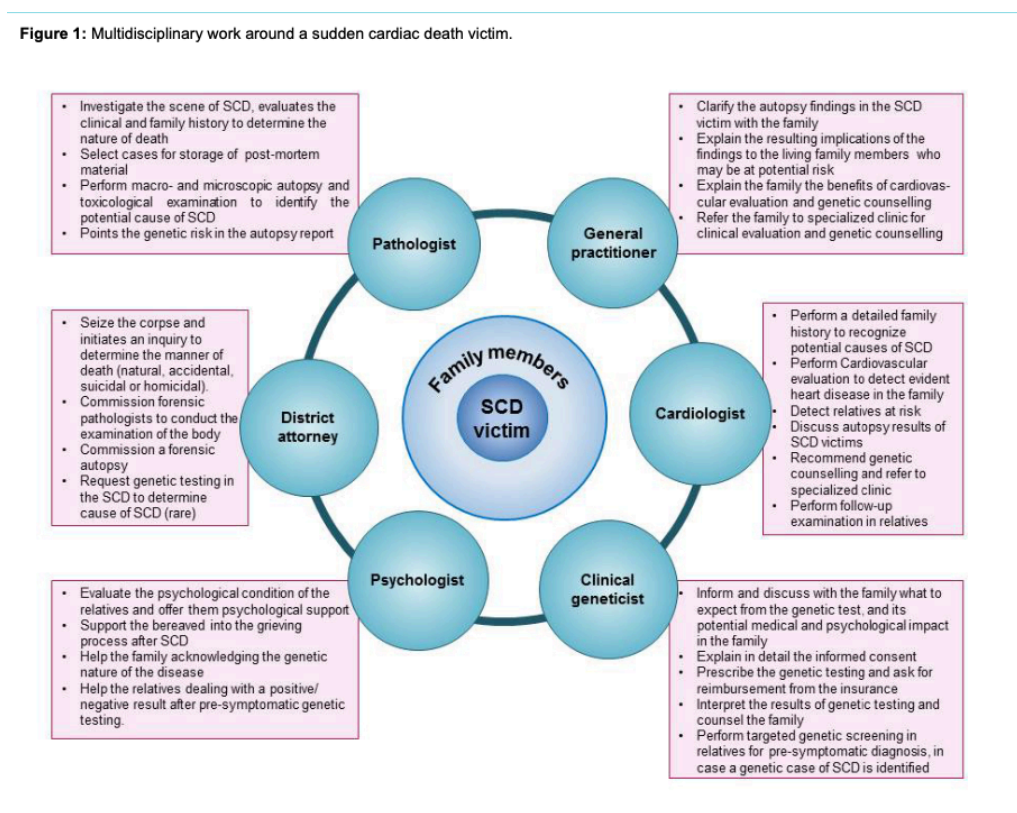 Figure 1: Multidisciplinary work around a sudden cardiac death victim.
• Investigate the scene of SCD, evaluates the
clinical and family history to determine the
nature of death
• Select cases for storage of post-mortem
material
• Perform macro- and microscopic autopsy and
toxicological examination to identify the
potential cause of SCD
• Points the genetic risk in the autopsy report
Pathologist
General
practitioner
• Clarify the autopsy findings in the SCD
victim with the family
• Explain the resulting implications of the
findings to the living family members who
may be at potential risk
• Explain the family the benefits of cardiovas-
cular evaluation and genetic counselling
• Refer the family to specialized clinic for
clinical evaluation and genetic counselling
• Seize the corpse and
initiates an inquiry to
determine the manner of
death (natural, accidental,
suicidal or homicidal).
• Commission forensic
pathologists to conduct the
examination of the body
• Commission a forensic
autopsy
• Request genetic testing in
the SCD to determine
cause of SCD (rare)
District
attorney
Family members
SCD
victim
Cardiologist
• Perform a detailed family
history to recognize
potential causes of SCD
• Perform Cardiovascular
evaluation to detect evident
heart disease in the family
• Detect relatives at risk
• Discuss autopsy results of
SCD victims
• Recommend genetic
counselling and refer to
specialized clinic
• Perform follow-up
examination in relatives
• Evaluate the psychological condition of the
relatives and offer them psychological support
• Support the bereaved into the grieving
process after SCD
• Help the family acknowledging the genetic
nature of the disease
• Help the relatives dealing with a positive/
negative result after pre-symptomatic genetic
testing.
Psychologist
Clinical
geneticist
• Inform and discuss with the family what to
expect from the genetic test, and its
potential medical and psychological impact
in the family
• Explain in detail the informed consent
• Prescribe the genetic testing and ask for
reimbursement from the insurance
• Interpret the results of genetic testing and
counsel the family
• Perform targeted genetic screening in
relatives for pre-symptomatic diagnosis, in
case a genetic case of SCD is identified